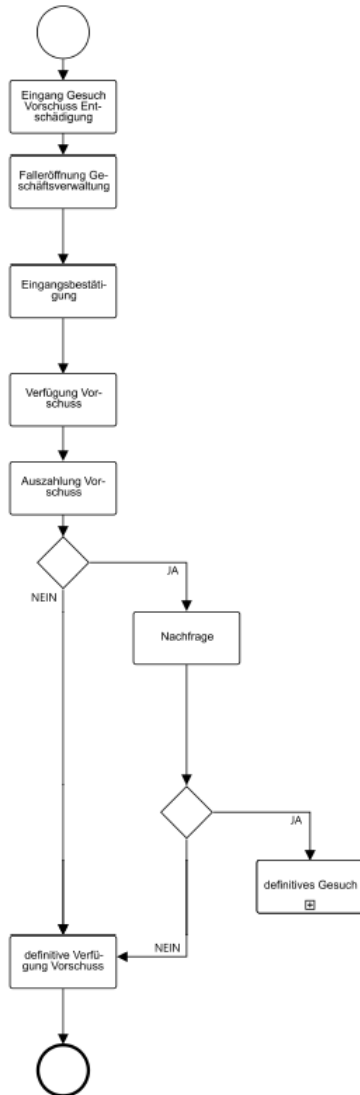 Eingang Gesuch
Vorschuss Ent-
schädigung
Falleröffnung Ge-
schäftsverwaltung
Eingangsbestäti-
gung
Verfügung Vor-
schuss
Auszahlung Vor-
schuss
JA
NEIN
Nachfrage
JA
definitives Gesuch
NEIN
definitive Verfü-
gung Vorschuss